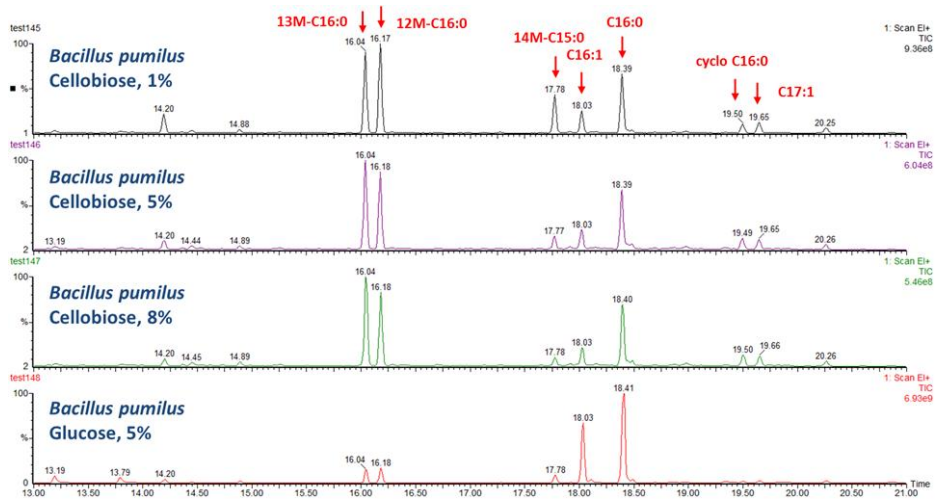 13M-C16:0
12M-C16:0
14M-C15:0
C16:1
C16:0
cyclo C16:0
C17:1
test145
1: Scan EI+
TIC
9.36e8
Bacillus pumilus
Cellobiose, 1%
100
%
1
14.20
14.88
16.04
16.17
17.78
18.03
18.39
19.50
19.65
20.25
test146
1: Scan EI+
TIC
6.04e8
Bacillus pumilus
Cellobiose, 5%
100
%
2
13.19
14.20
14.44
14.89
16.04
16.18
17.77
18.03
18.39
19.49
19.65
20.26
test147
1: Scan EI+
TIC
5.46e8
Bacillus pumilus
Cellobiose, 8%
100
%
2
14.20
14.45
14.89
16.04
16.18
17.78
18.03
18.40
19.50
19.66
20.26
test148
1: Scan EI+
TIC
6.93e9
Bacillus pumilus
Glucose, 5%
100
%
0
13.19
13.79
14.20
16.04
16.18
17.78
18.03
18.41
13.00 13.50 14.00 14.50 15.00 15.50 16.00 16.50 17.00 17.50 18.00 18.50 19.00 19.50 20.00 20.50 21.00
Time